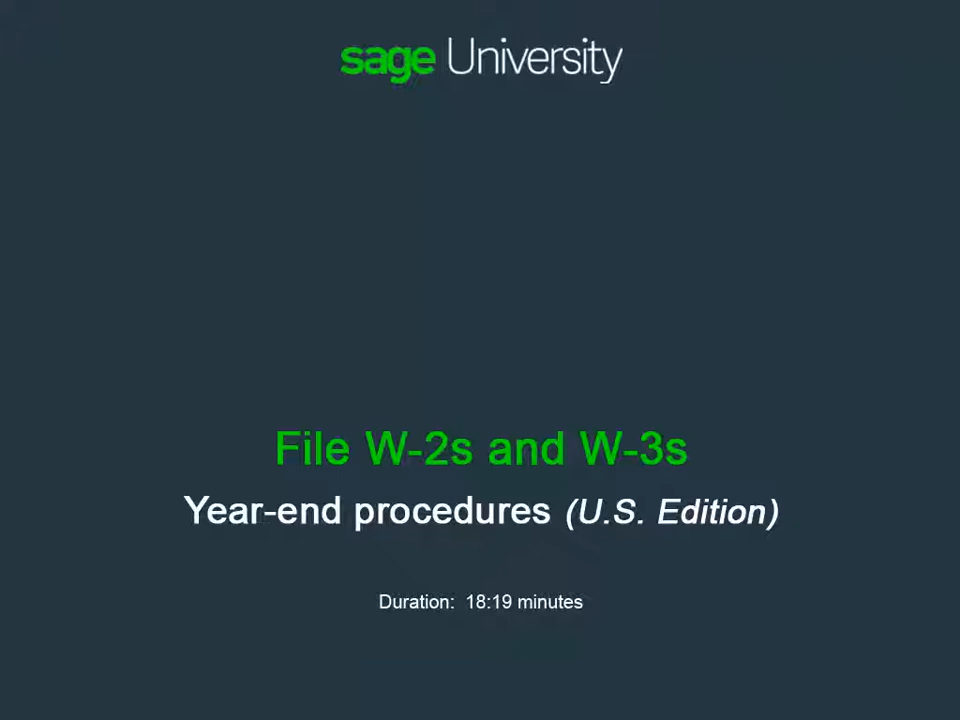 sage University
File W-2s and W-3s
Year-end procedures (U.S. Edition)
Duration: 18:19 minutes